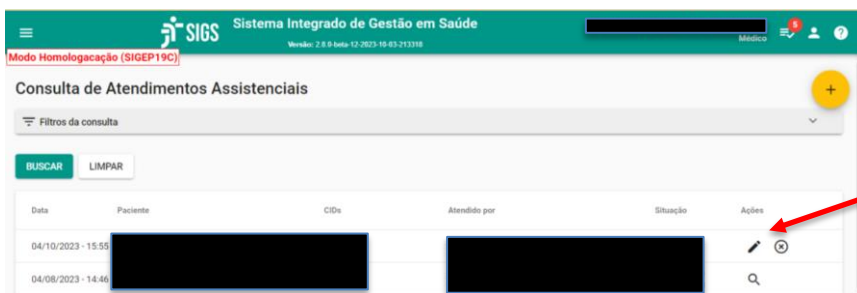 SIGS Sistema Integrado de Gestão em Saúde
Versão: 2.0.0-beta-12-2023-10-03-213318
Médico
5
Modo Homologacação (SIGEP19C)
Consulta de Atendimentos Assistenciais
+
Filtros da consulta
BUSCAR LIMPAR
Data Paciente CIDs Atendido por Situação Ações
04/10/2023 - 15:55
04/08/2023 - 14:46